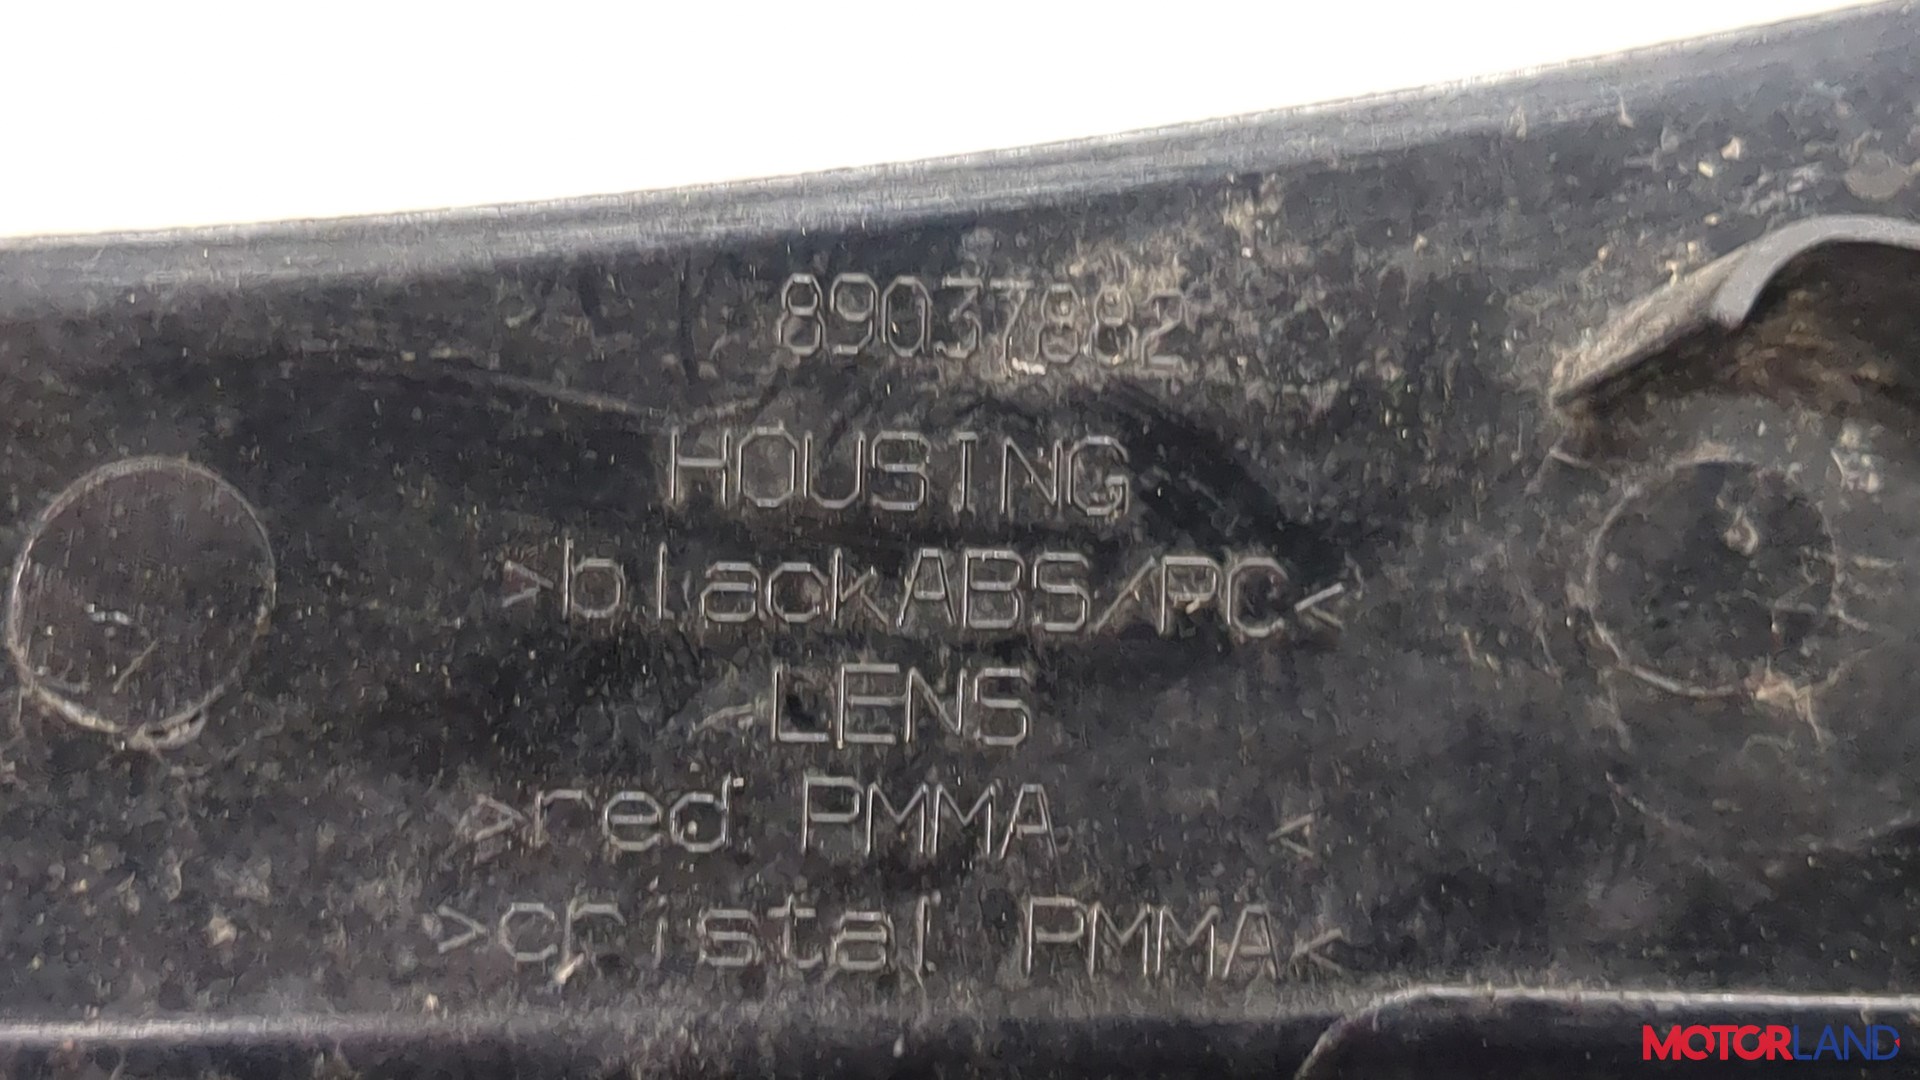 89037882
HOUSING
>blackABS/PC<
LENS
>red PMMA <
>cristal PMMA<
MOTORLAND